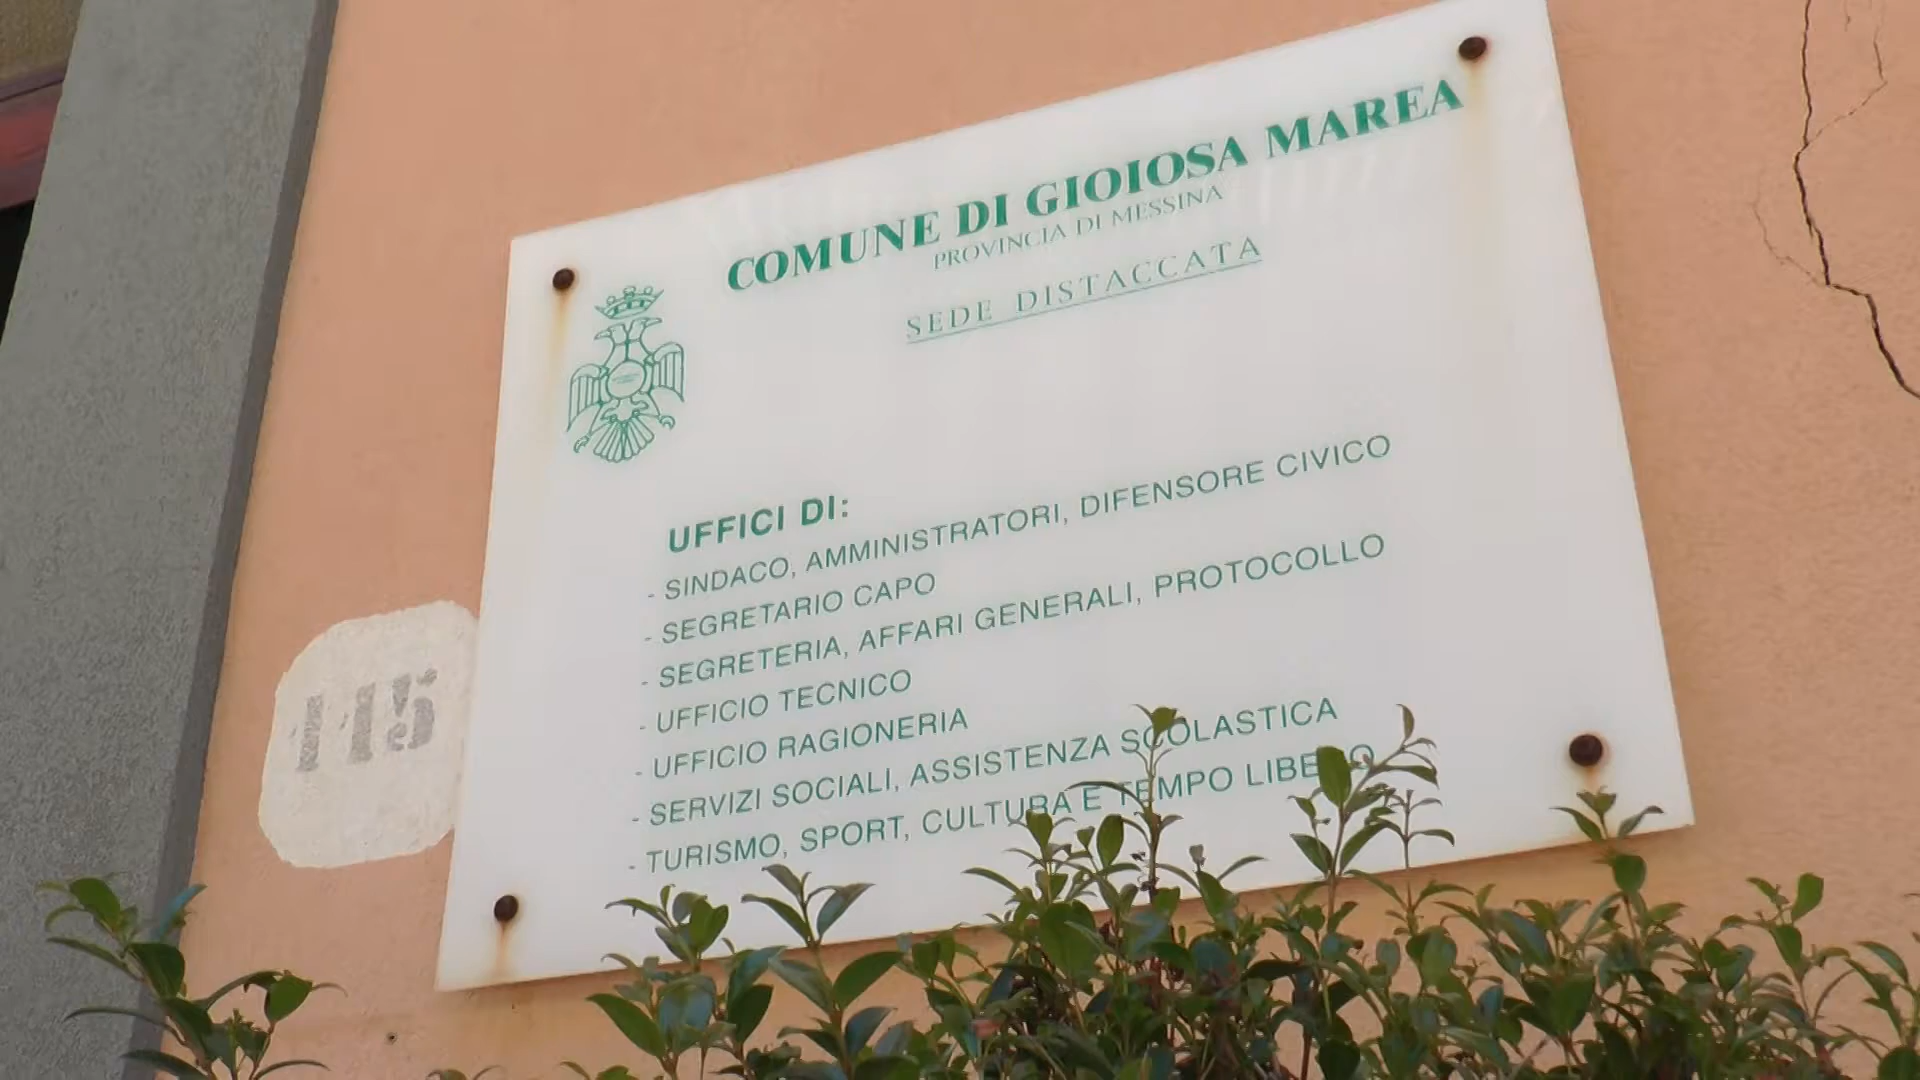 COMUNE DI GIOIOSA MAREA
PROVINCIA DI MESSINA
SEDE DISTACCATA
UFFICI DI:
- SINDACO, AMMINISTRATORI, DIFENSORE CIVICO
- SEGRETARIO CAPO
- SEGRETERIA, AFFARI GENERALI, PROTOCOLLO
- UFFICIO TECNICO
- UFFICIO RAGIONERIA
- SERVIZI SOCIALI, ASSISTENZA SCOLASTICA
- TURISMO, SPORT, CULTURA E TEMPO LIBERO
115